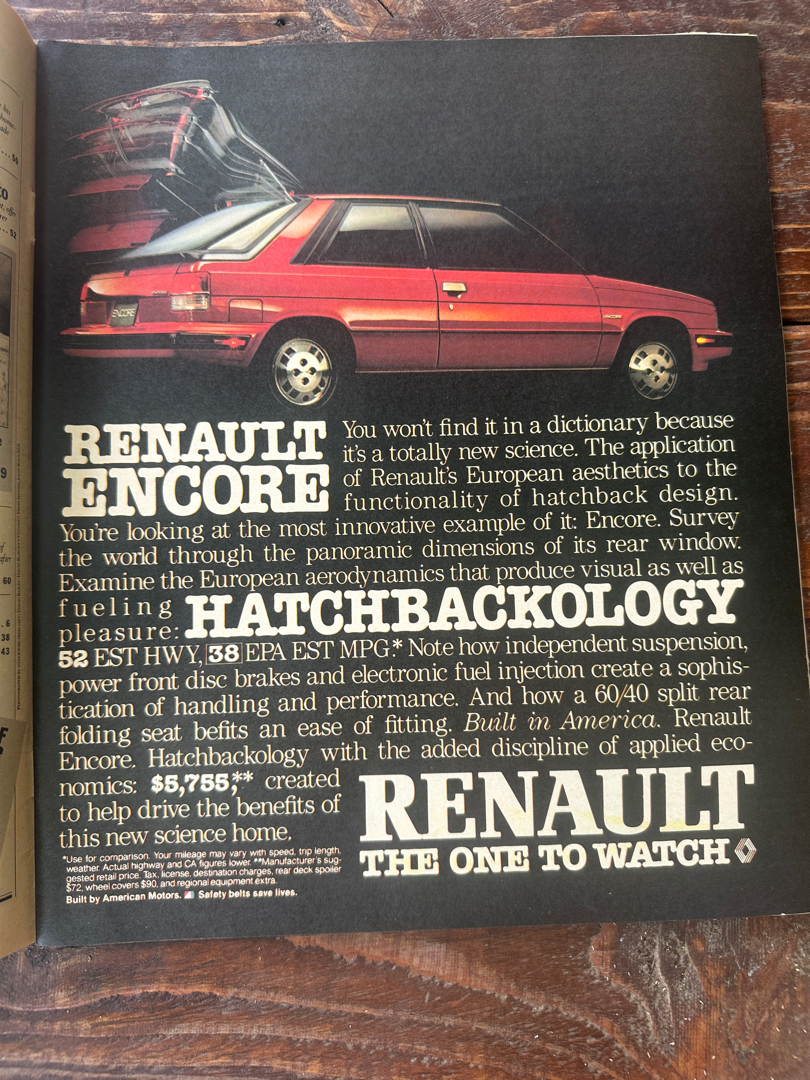 ENCORE
ENCORE
RENAULT
ENCORE
You won't find it in a dictionary because
it's a totally new science. The application
of Renault's European aesthetics to the
functionality of hatchback design.
You're looking at the most innovative example of it: Encore. Survey
the world through the panoramic dimensions of its rear window.
Examine the European aerodynamics that produce visual as well as
fueling
pleasure:
HATCHBACKOLOGY
52 EST HWY, 38 EPA EST MPG.* Note how independent suspension,
power front disc brakes and electronic fuel injection create a sophis-
tication of handling and performance. And how a 60/40 split rear
folding seat befits an ease of fitting. Built in America. Renault
Encore. Hatchbackology with the added discipline of applied eco-
nomics: $5,755,** created
to help drive the benefits of
this new science home.
RENAULT
THE ONE TO WATCH
*Use for comparison. Your mileage may vary with speed, trip length,
weather. Actual highway and CA figures lower. **Manufacturer's sug-
gested retail price. Tax, license, destination charges, rear deck spoiler
$72, wheel covers $90, and regional equipment extra.
Built by American Motors. Safety belts save lives.
52
9
60
6
38
43